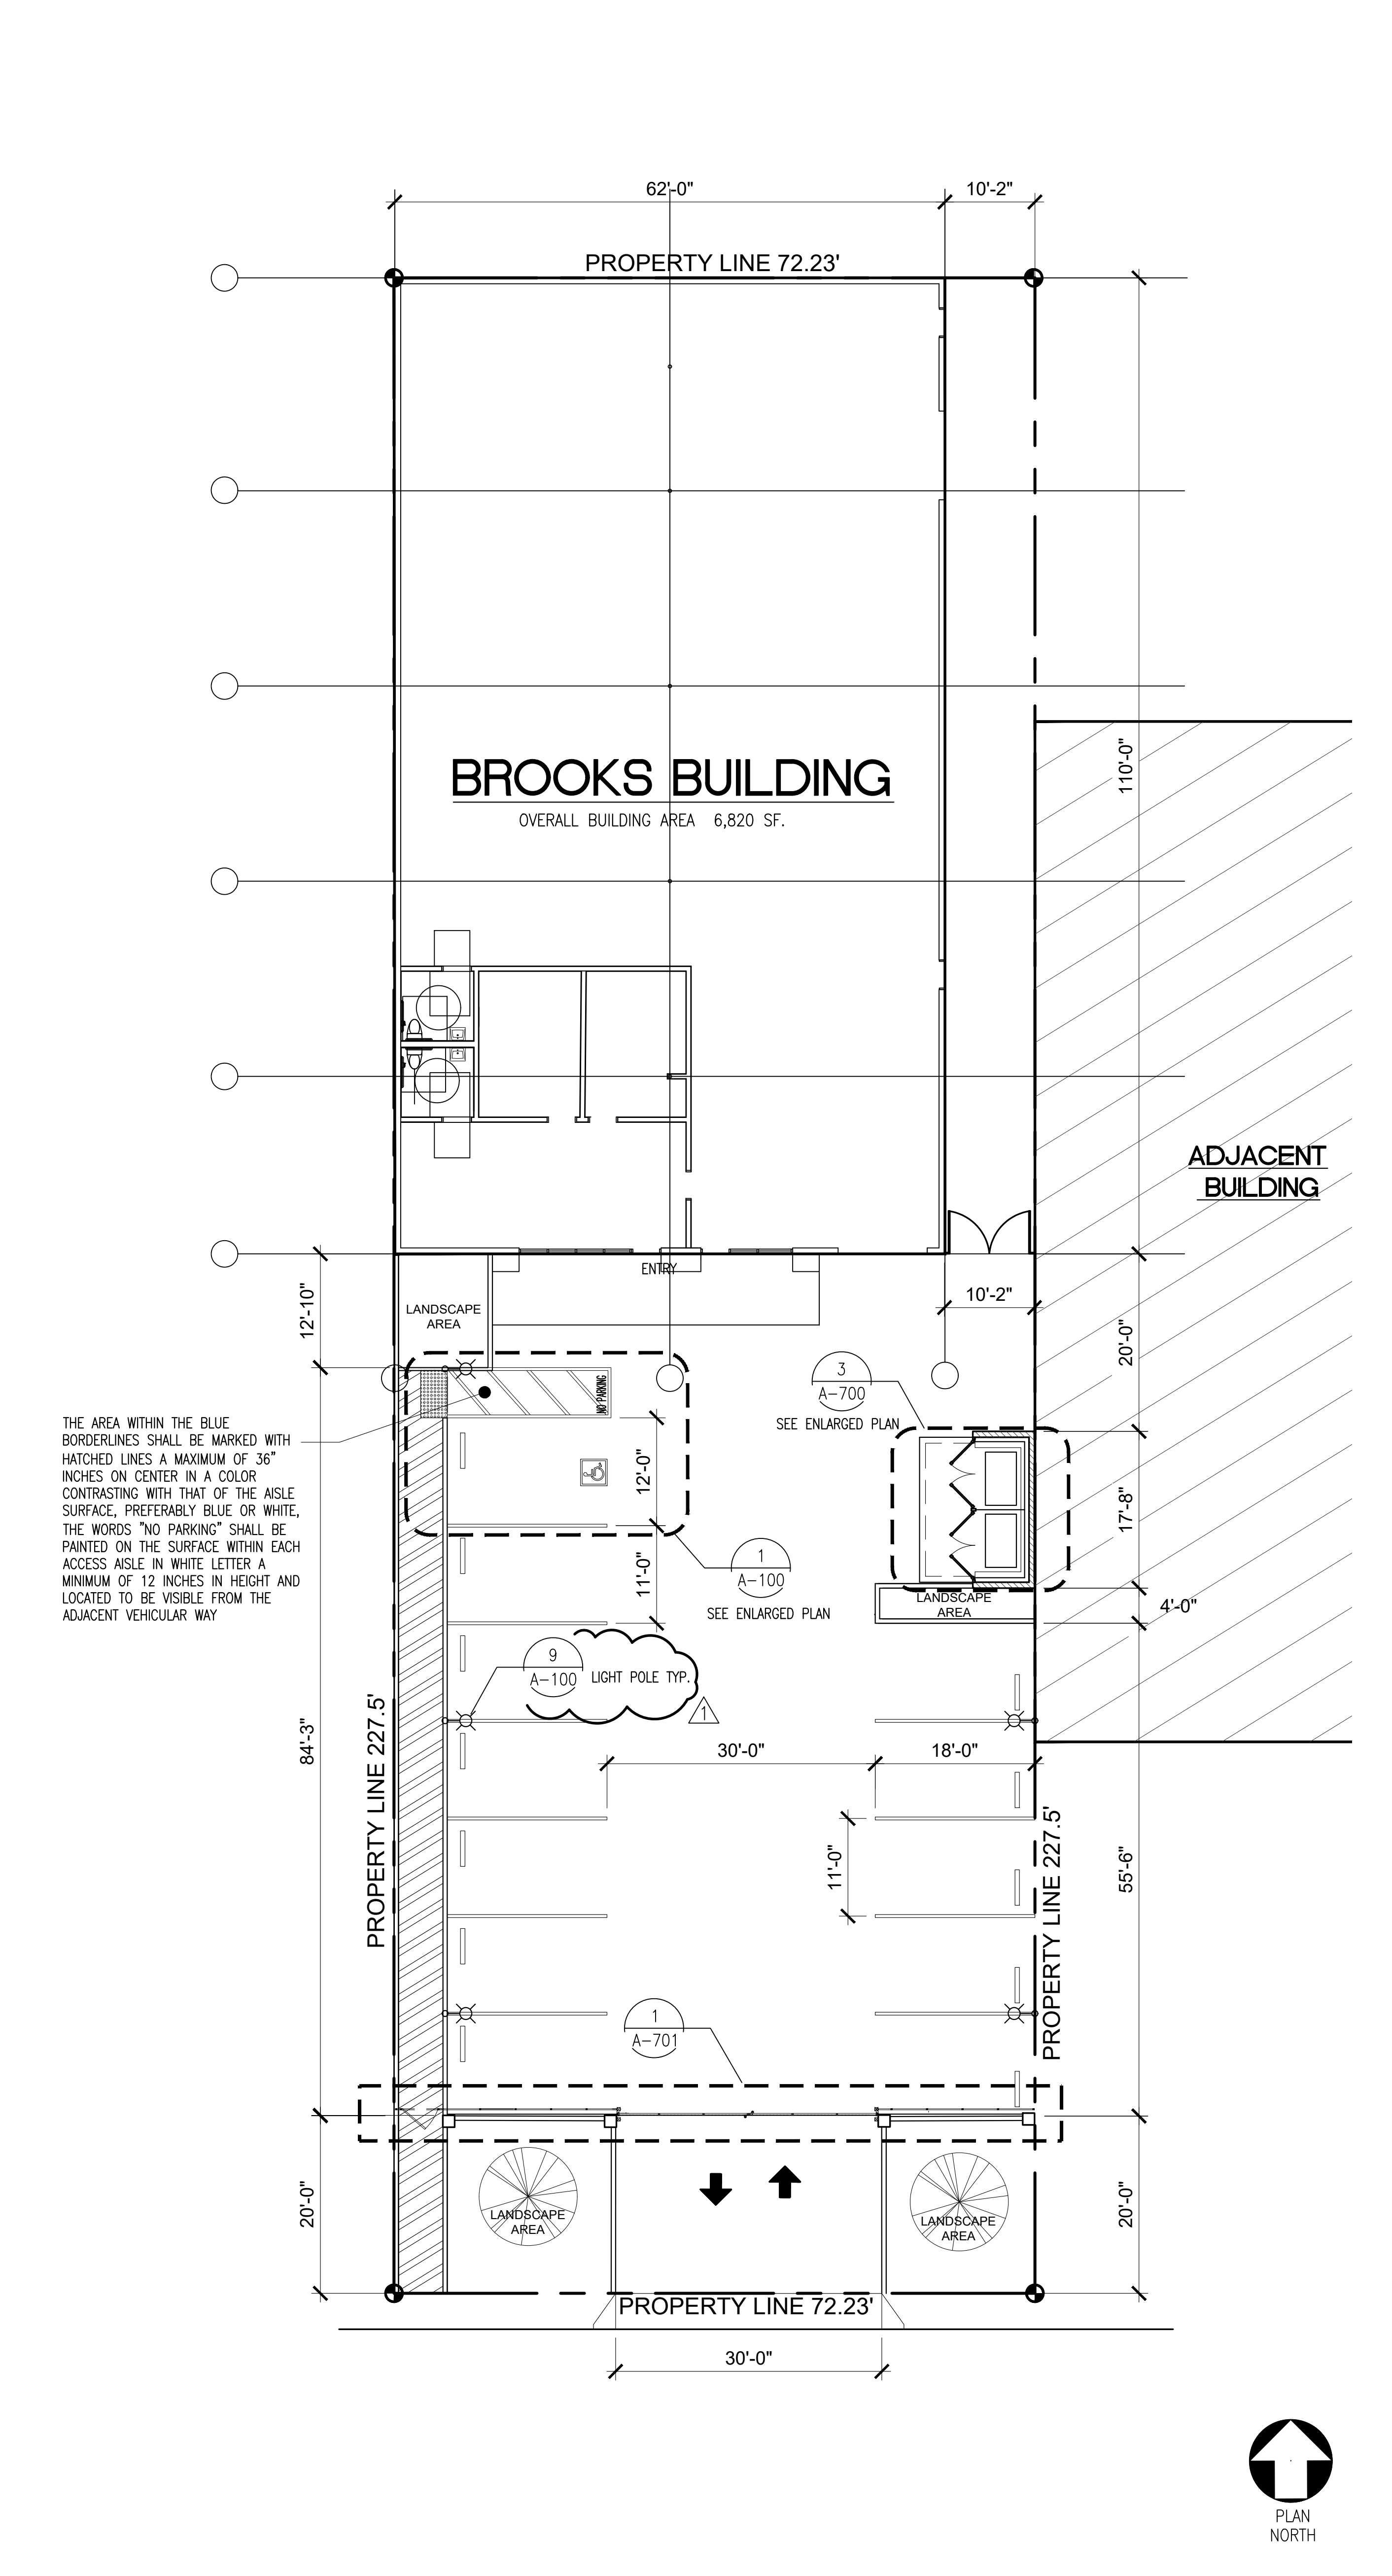 62'-0"
10'-2"
PROPERTY LINE 72.23'
110'-0"
BROOKS BUILDING
OVERALL BUILDING AREA 6,820 SF.
ADJACENT
BUILDING
ENTRY
12'-10"
LANDSCAPE
AREA
10'-2"
20'-0"
3
A-700
SEE ENLARGED PLAN
NO PARKING
THE AREA WITHIN THE BLUE
BORDERLINES SHALL BE MARKED WITH
HATCHED LINES A MAXIMUM OF 36"
INCHES ON CENTER IN A COLOR
CONTRASTING WITH THAT OF THE AISLE
SURFACE, PREFERABLY BLUE OR WHITE,
THE WORDS "NO PARKING" SHALL BE
PAINTED ON THE SURFACE WITHIN EACH
ACCESS AISLE IN WHITE LETTER A
MINIMUM OF 12 INCHES IN HEIGHT AND
LOCATED TO BE VISIBLE FROM THE
ADJACENT VEHICULAR WAY
12'-0"
17'-8"
11'-0"
1
A-100
SEE ENLARGED PLAN
LANDSCAPE
AREA
4'-0"
9
A-100
LIGHT POLE TYP.
1
84'-3"
PROPERTY LINE 227.5'
30'-0"
18'-0"
11'-0"
PROPERTY LINE 227.5'
55'-6"
1
A-701
20'-0"
LANDSCAPE
AREA
LANDSCAPE
AREA
20'-0"
PROPERTY LINE 72.23'
30'-0"
PLAN
NORTH